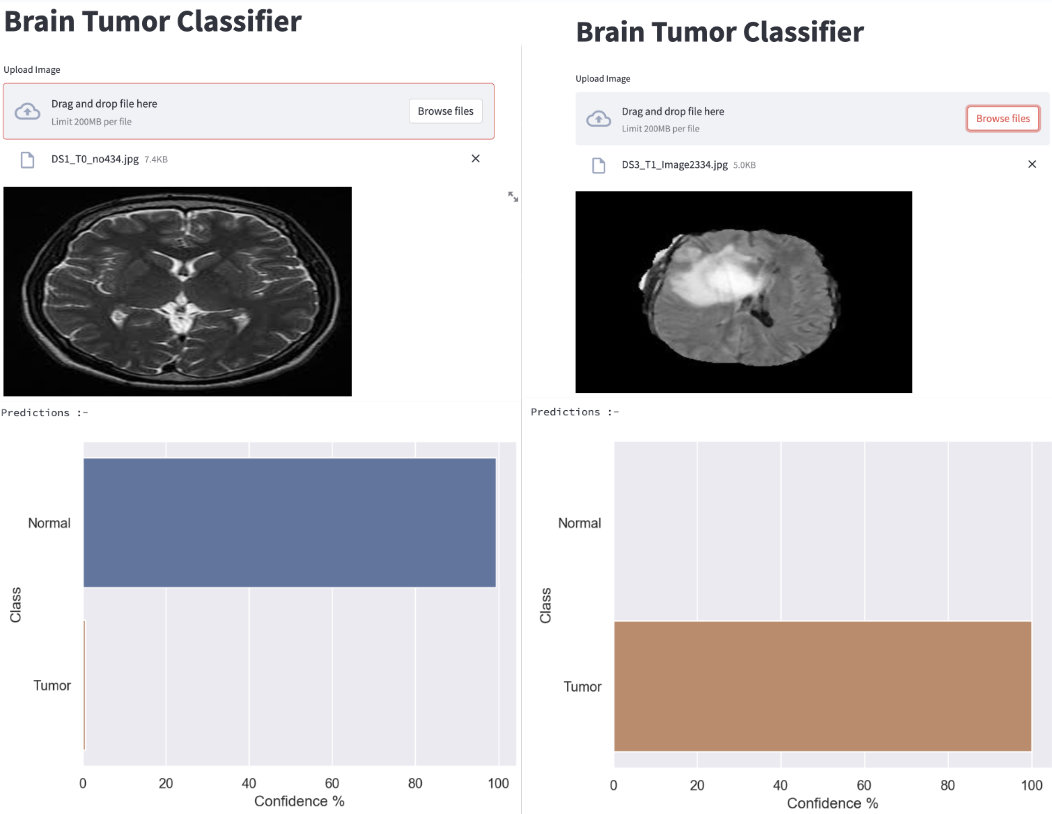 Brain Tumor Classifier
Upload Image
Drag and drop file here
Limit 200MB per file
Browse files
DS1_T0_no434.jpg 7.4KB
Predictions :-
Normal
Tumor
Class
0 20 40 60 80 100
Confidence %
Brain Tumor Classifier
Upload Image
Drag and drop file here
Limit 200MB per file
Browse files
DS3_T1_Image2334.jpg 5.0KB
Predictions :-
Normal
Tumor
Class
0 20 40 60 80 100
Confidence %